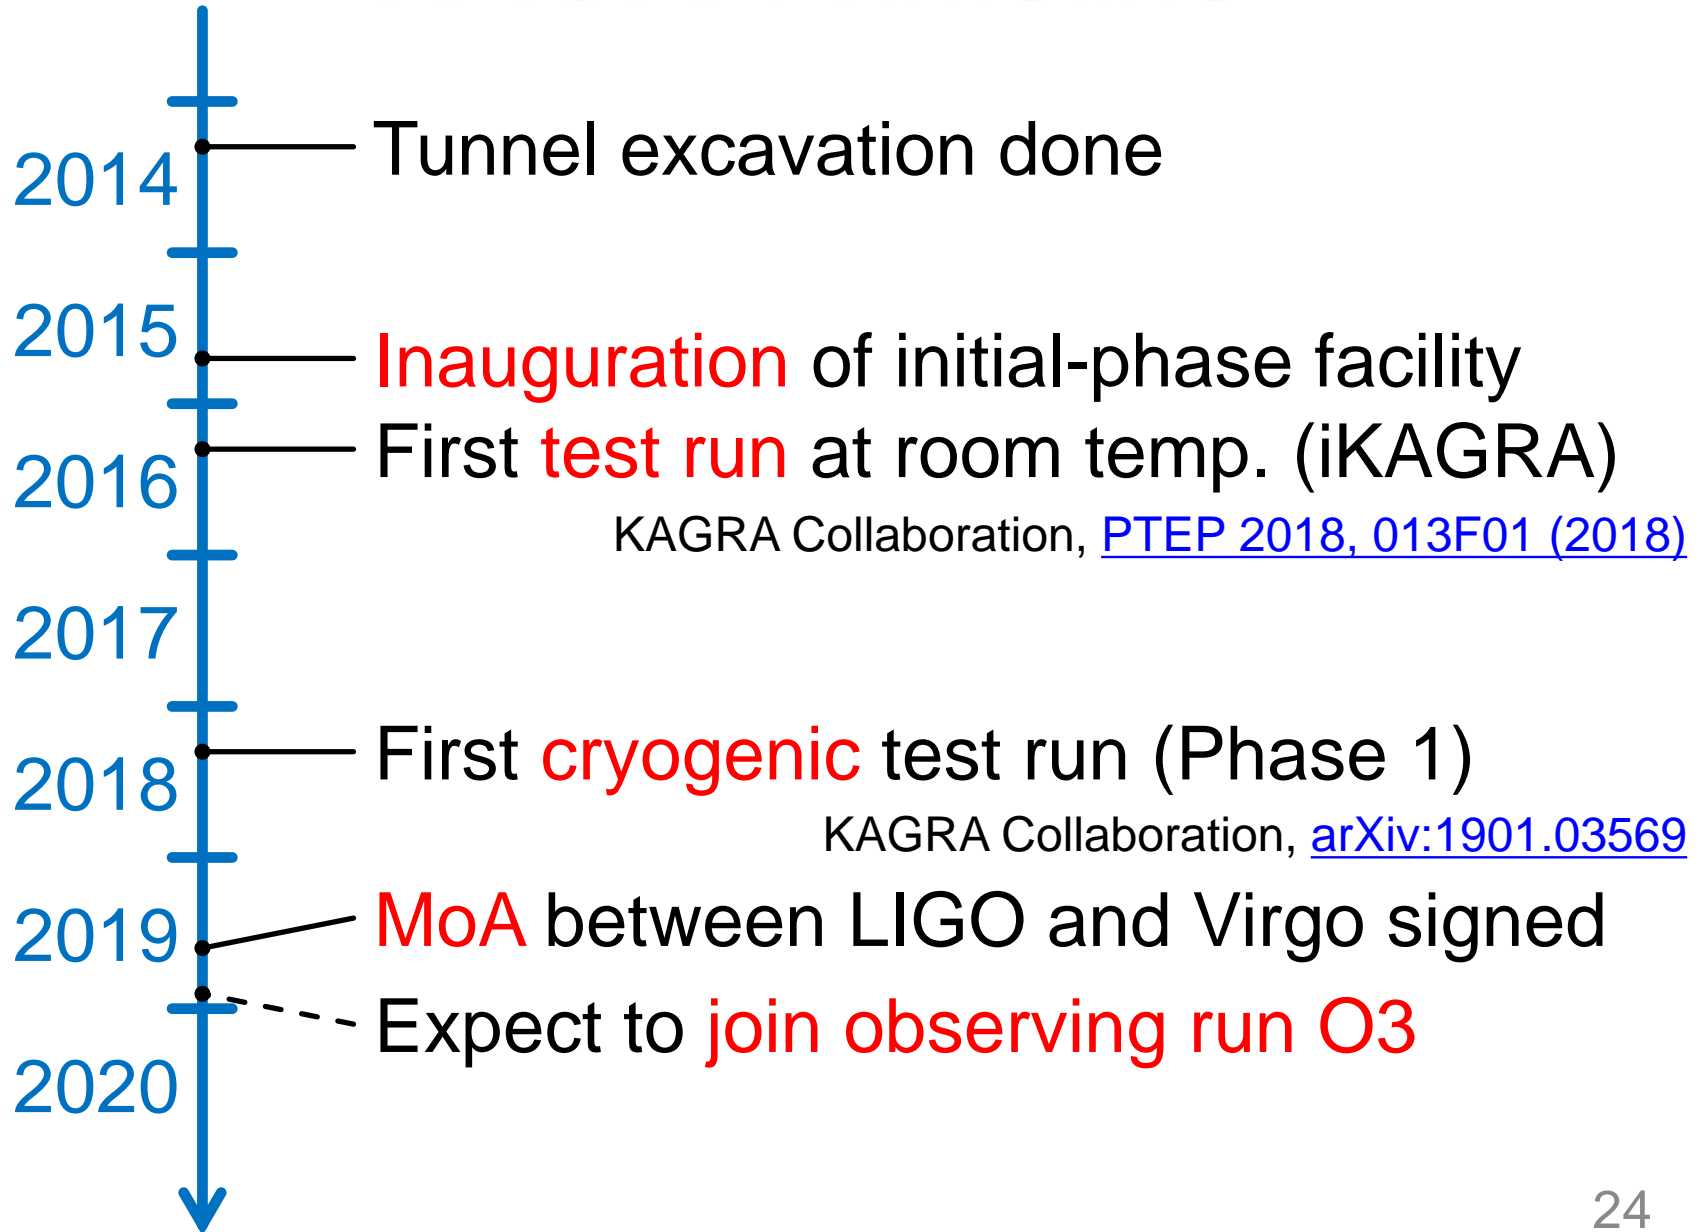 2014
Tunnel excavation done
2015
Inauguration of initial-phase facility
First test run at room temp. (iKAGRA)
2016
KAGRA Collaboration, PTEP 2018, 013F01 (2018)
2017
First cryogenic test run (Phase 1)
2018
KAGRA Collaboration, arXiv:1901.03569
MoA between LIGO and Virgo signed
2019
Expect to join observing run O3
2020
24